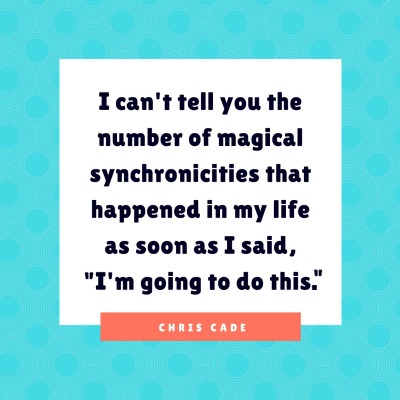 I can't tell you the
number of magical
synchronicities that
happened in my life
as soon as I said,
"I'm going to do this."
CHRIS CADE